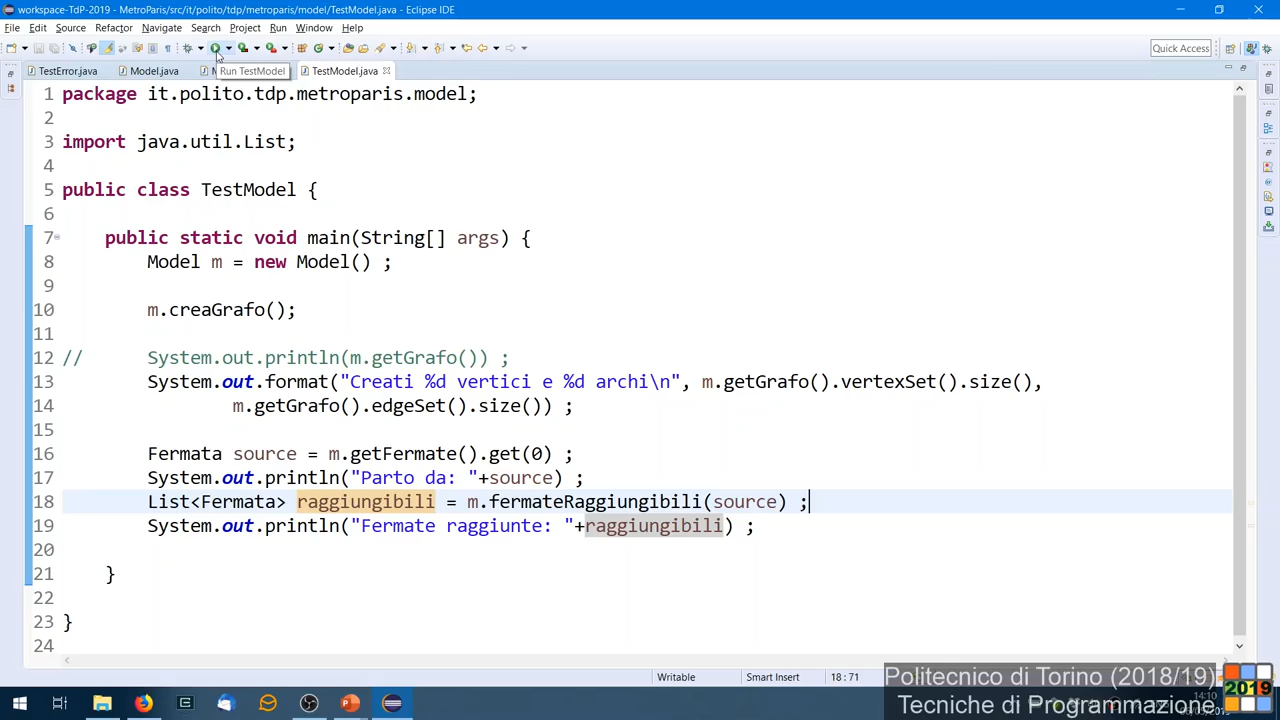 workspace-TdP-2019 - MetroParis/src/it/polito/tdp/metroparis/model/TestModel.java - Eclipse IDE
File Edit Source Refactor Navigate Search Project Run Window Help
Quick Access
TestError.java Model.java M Run TestModel TestModel.java
1 package it.polito.tdp.metroparis.model;
2
3 import java.util.List;
4
5 public class TestModel {
6
7 public static void main(String[] args) {
8 Model m = new Model() ;
9
10 m.creaGrafo();
11
12 // System.out.println(m.getGrafo()) ;
13 System.out.format("Creati %d vertici e %d archi\n", m.getGrafo().vertexSet().size(),
14 m.getGrafo().edgeSet().size()) ;
15
16 Fermata source = m.getFermate().get(0) ;
17 System.out.println("Parto da: "+source) ;
18 List<Fermata> raggiungibili = m.fermateRaggiungibili(source) ;
19 System.out.println("Fermate raggiunte: "+raggiungibili) ;
20
21 }
22
23 }
24
Writable Smart Insert 18 : 71
Politecnico di Torino (2018/19)
Tecniche di Programmazione
2019
14:10